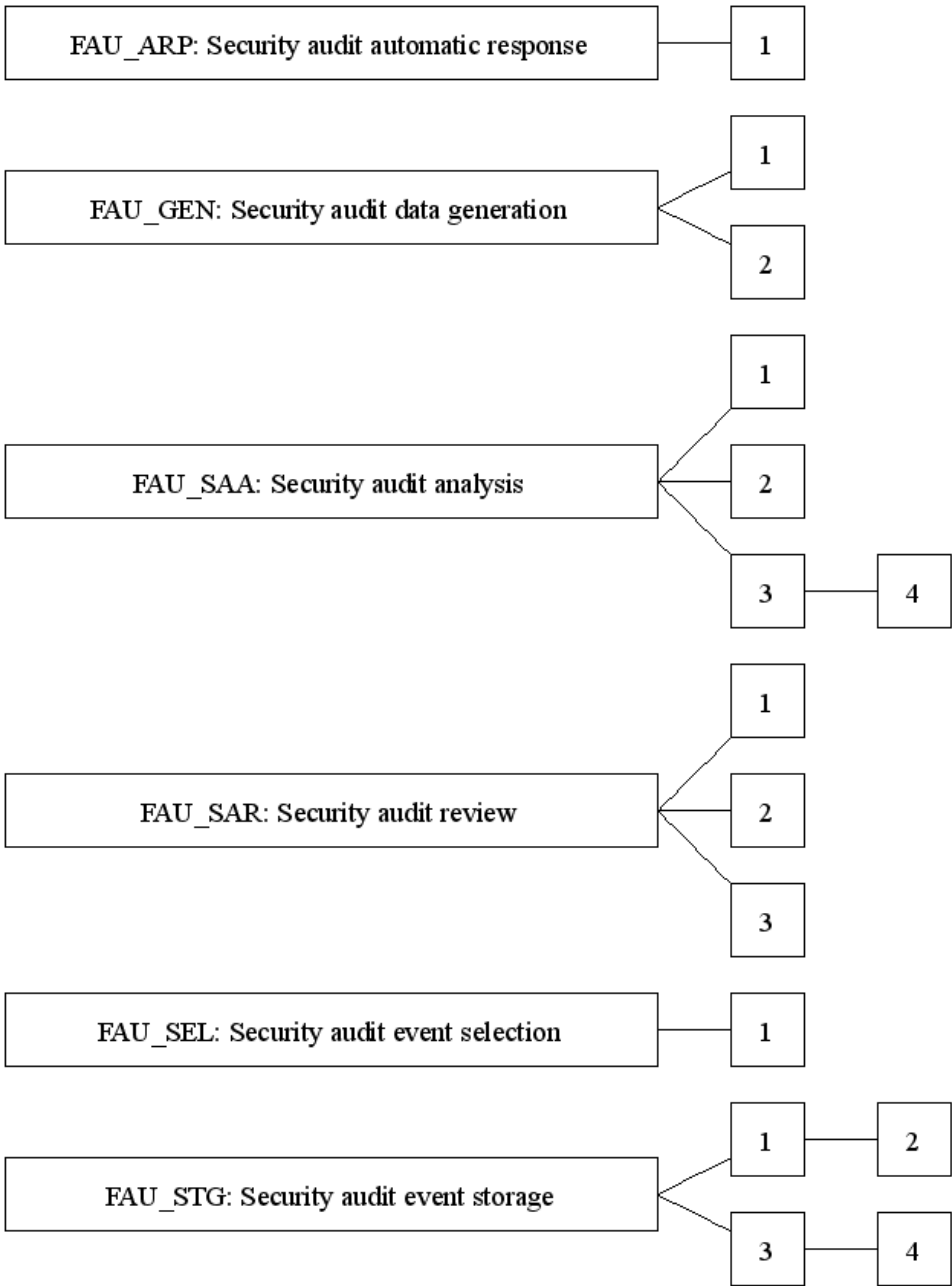 FAU_ARP: Security audit automatic response
1
1
FAU_GEN: Security audit data generation
2
1
FAU_SAA: Security audit analysis
2
3
4
1
FAU_SAR: Security audit review
2
3
FAU_SEL: Security audit event selection
1
1
2
FAU_STG: Security audit event storage
3
4